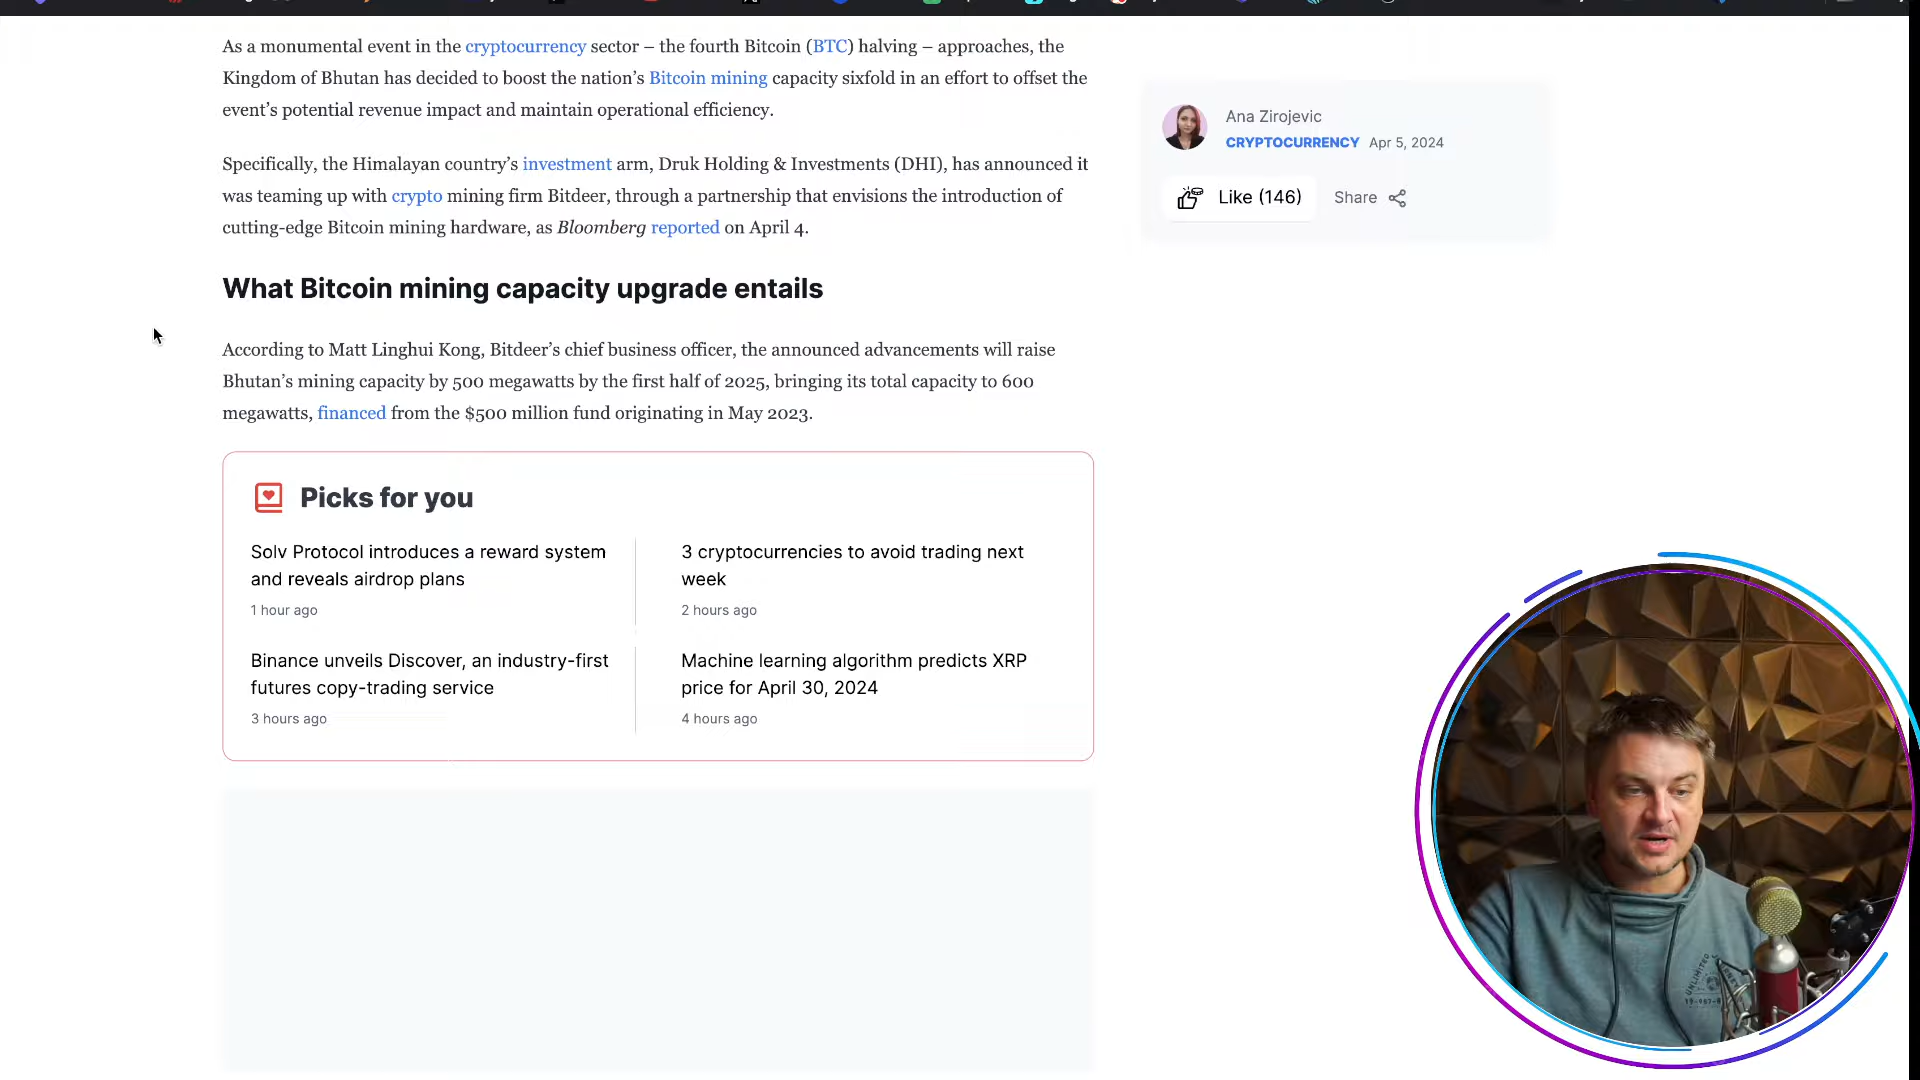 As a monumental event in the cryptocurrency sector – the fourth Bitcoin (BTC) halving – approaches, the
Kingdom of Bhutan has decided to boost the nation’s Bitcoin mining capacity sixfold in an effort to offset the
event’s potential revenue impact and maintain operational efficiency.
Specifically, the Himalayan country’s investment arm, Druk Holding & Investments (DHI), has announced it
was teaming up with crypto mining firm Bitdeer, through a partnership that envisions the introduction of
cutting-edge Bitcoin mining hardware, as Bloomberg reported on April 4.
What Bitcoin mining capacity upgrade entails
According to Matt Linghui Kong, Bitdeer’s chief business officer, the announced advancements will raise
Bhutan’s mining capacity by 500 megawatts by the first half of 2025, bringing its total capacity to 600
megawatts, financed from the $500 million fund originating in May 2023.
Picks for you
Solv Protocol introduces a reward system
and reveals airdrop plans
1 hour ago
3 cryptocurrencies to avoid trading next
week
2 hours ago
Binance unveils Discover, an industry-first
futures copy-trading service
3 hours ago
Machine learning algorithm predicts XRP
price for April 30, 2024
4 hours ago
Ana Zirojevic
CRYPTOCURRENCY Apr 5, 2024
Like (146) Share